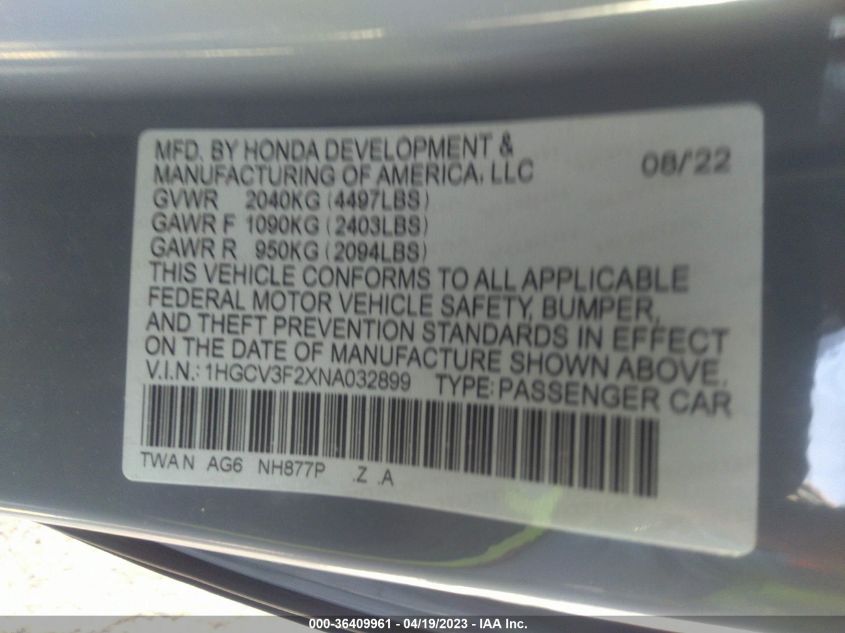 MFD. BY HONDA DEVELOPMENT &
MANUFACTURING OF AMERICA, LLC 08/'22
GVWR 2040KG (4497LBS)
GAWR F 1090KG (2403LBS)
GAWR R 950KG (2094LBS)
THIS VEHICLE CONFORMS TO ALL APPLICABLE
FEDERAL MOTOR VEHICLE SAFETY, BUMPER,
AND THEFT PREVENTION STANDARDS IN EFFECT
ON THE DATE OF MANUFACTURE SHOWN ABOVE.
V.I.N.: 1HGCV3F2XNA032899 TYPE: PASSENGER CAR
TWAN AG6 NH877P .Z .A
000-36409961 - 04/19/2023 - IAA Inc.